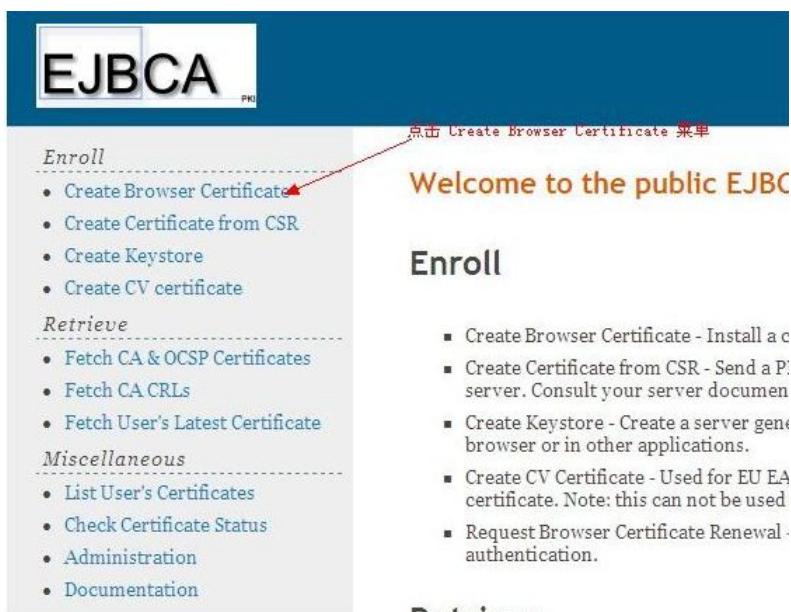 EJBCA
PKI
点击 Create Browser Certificate 菜单
Enroll
Create Browser Certificate
Create Certificate from CSR
Create Keystore
Create CV certificate
Retrieve
Fetch CA & OCSP Certificates
Fetch CA CRLs
Fetch User's Latest Certificate
Miscellaneous
List User's Certificates
Check Certificate Status
Administration
Documentation
Welcome to the public EJBC
Enroll
Create Browser Certificate - Install a c
Create Certificate from CSR - Send a P
server. Consult your server documen
Create Keystore - Create a server gene
browser or in other applications.
Create CV Certificate - Used for EU EA
certificate. Note: this can not be used
Request Browser Certificate Renewal -
authentication.